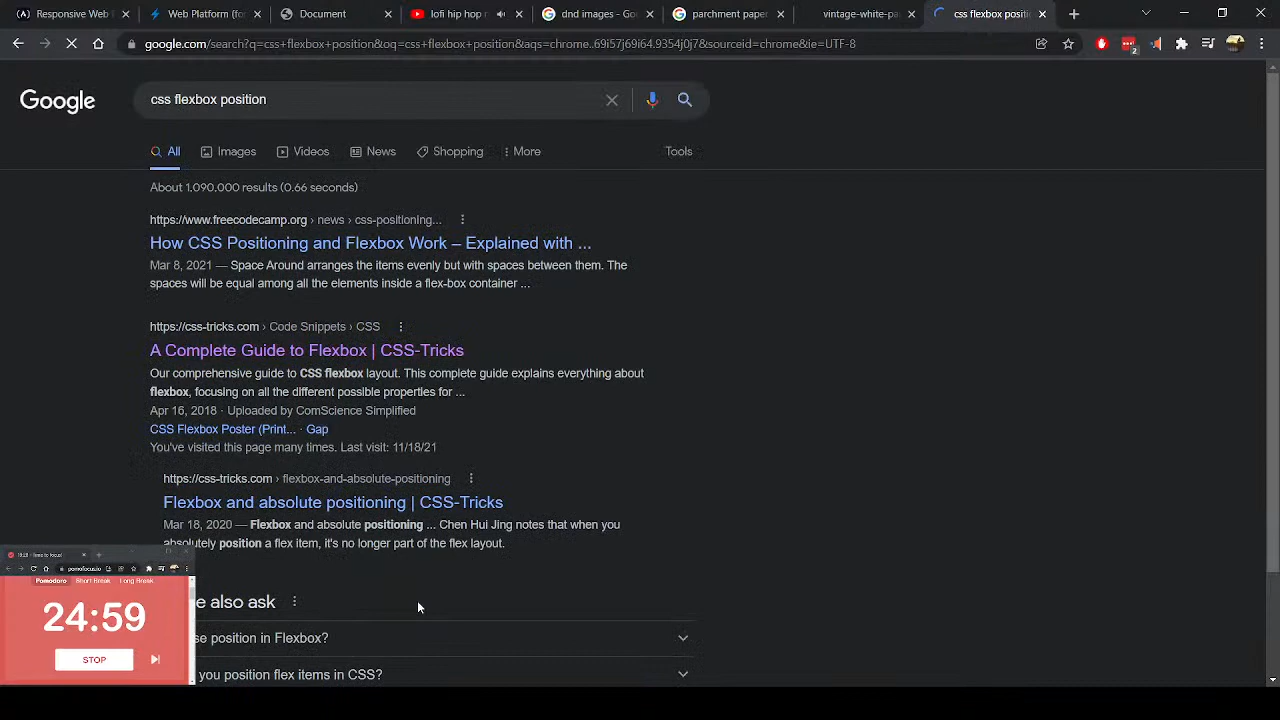 Responsive Web
Web Platform (for
Document
lofi hip hop
dnd images - Go
parchment paper
vintage-white-pa
css flexbox positi
google.com/search?q=css+flexbox+position&oq=css+flexbox+position&aqs=chrome..69i57j69i64.9354j0j7&sourceid=chrome&ie=UTF-8
2
Google
css flexbox position
All
Images
Videos
News
Shopping
More
Tools
About 1,090,000 results (0.66 seconds)
https://www.freecodecamp.org › news › css-positioning...
How CSS Positioning and Flexbox Work – Explained with ...
Mar 8, 2021 — Space Around arranges the items evenly but with spaces between them. The
spaces will be equal among all the elements inside a flex-box container ...
https://css-tricks.com › Code Snippets › CSS
A Complete Guide to Flexbox | CSS-Tricks
Our comprehensive guide to CSS flexbox layout. This complete guide explains everything about
flexbox, focusing on all the different possible properties for ...
Apr 16, 2018 · Uploaded by ComScience Simplified
CSS Flexbox Poster (Print... · Gap
You've visited this page many times. Last visit: 11/18/21
https://css-tricks.com › flexbox-and-absolute-positioning
Flexbox and absolute positioning | CSS-Tricks
Mar 18, 2020 — Flexbox and absolute positioning ... Chen Hui Jing notes that when you
absolutely position a flex item, it's no longer part of the flex layout.
e also ask
se position in Flexbox?
you position flex items in CSS?
Time to focus!
pomofocus.io
Pomodoro
Short Break
Long Break
24:59
STOP